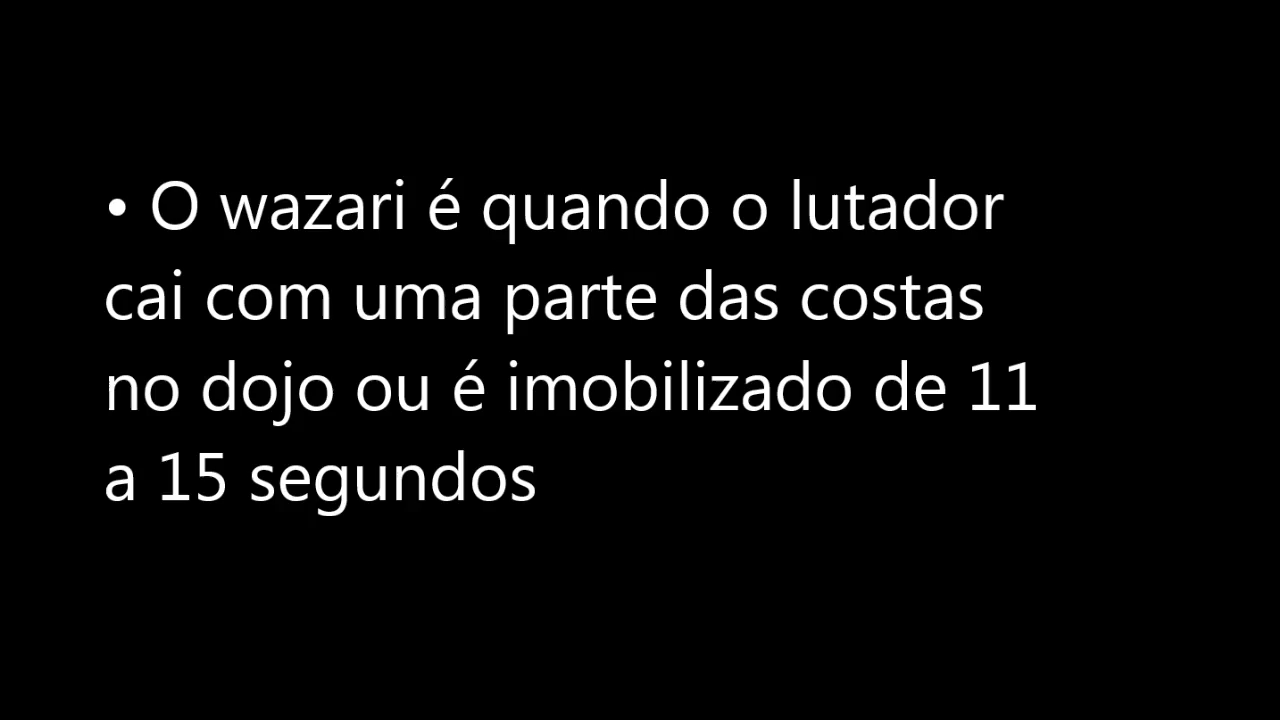 • O wazari é quando o lutador
cai com uma parte das costas
no dojo ou é imobilizado de 11
a 15 segundos